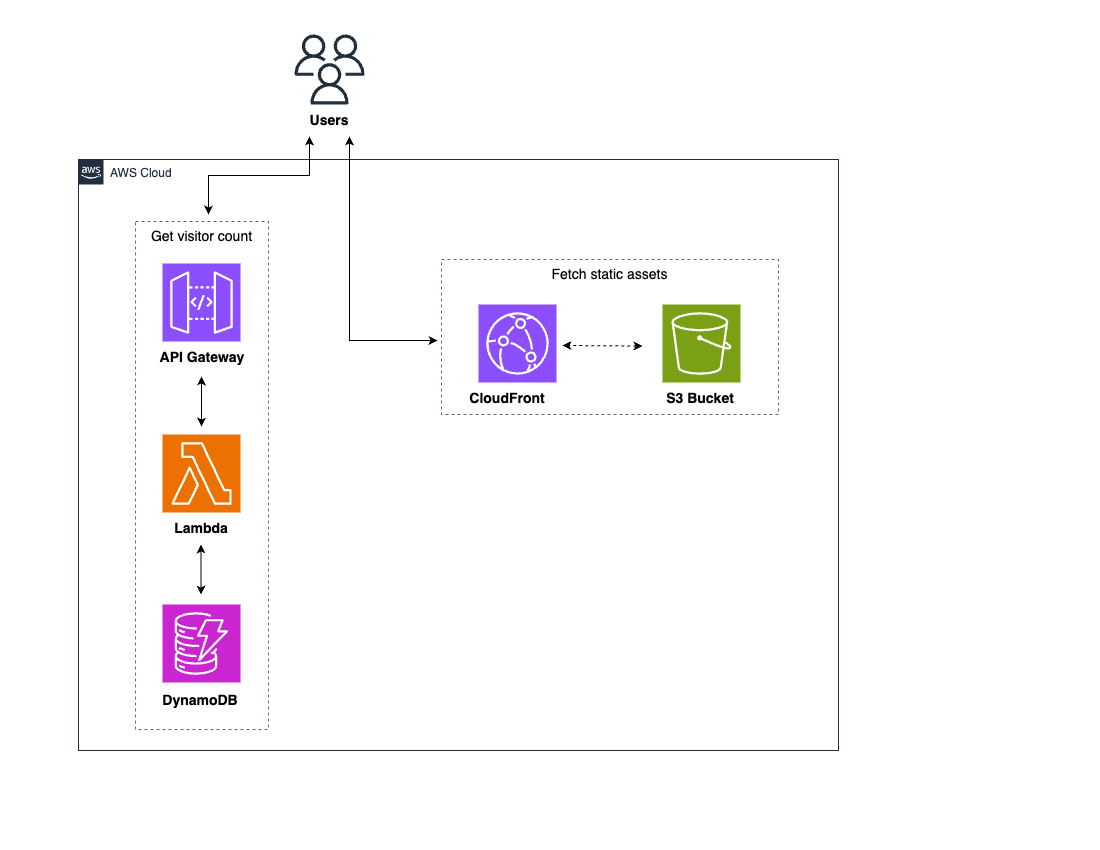 Users
aws
AWS Cloud
Get visitor count
</>
API Gateway
Lambda
DynamoDB
Fetch static assets
CloudFront
S3 Bucket